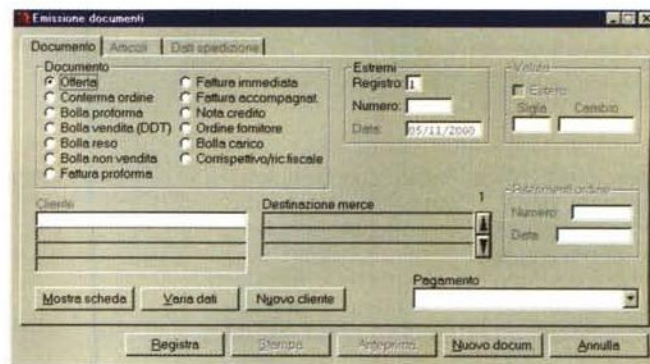 Emissione documenti
Documento Articoli Dati spedizione
Documento
Offerta
Conferma ordine
Bolla proforma
Bolla vendita (DDT)
Bolla reso
Bolla non vendita
Fattura proforma
Fattura immediata
Fattura accompagnat.
Nota credito
Ordine fornitore
Bolla carico
Corrispettivo/ric.fiscale
Estremi
Registro: 1
Numero:
Data: 05/11/2000
Valuta
Estero
Sigla Cambio
Cliente
Destinazione merce 1
Riferimenti ordine
Numero
Data
Mostra scheda Varia dati Nuovo cliente
Pagamento
Registra Stampa Anteprima Nuovo docum. Annulla